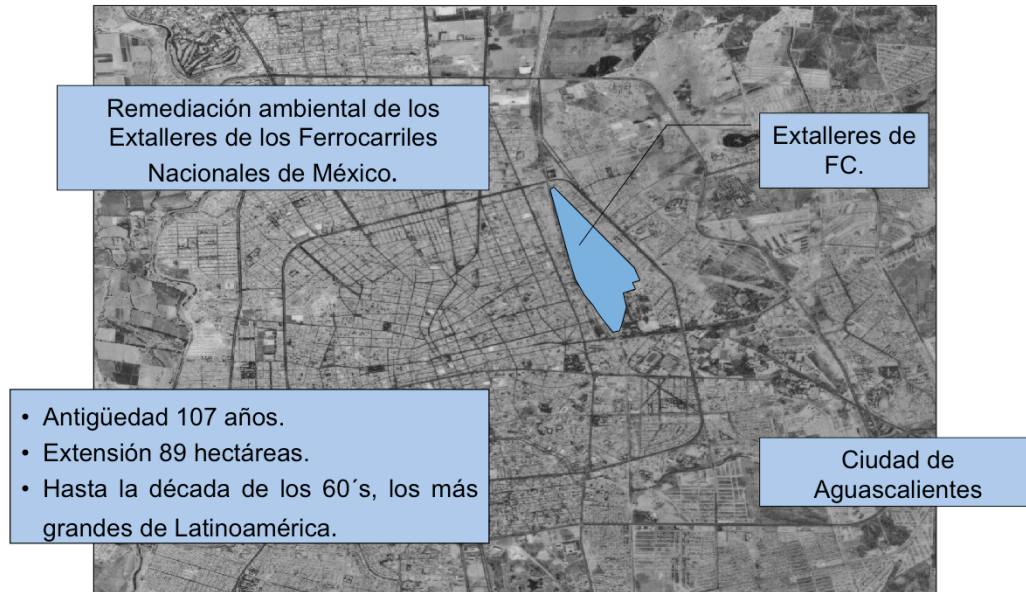 Remediación ambiental de los
Extalleres de los Ferrocarriles
Nacionales de México.
Extalleres de
FC.
• Antigüedad 107 años.
• Extensión 89 hectáreas.
• Hasta la década de los 60´s, los más
grandes de Latinoamérica.
Ciudad de
Aguascalientes